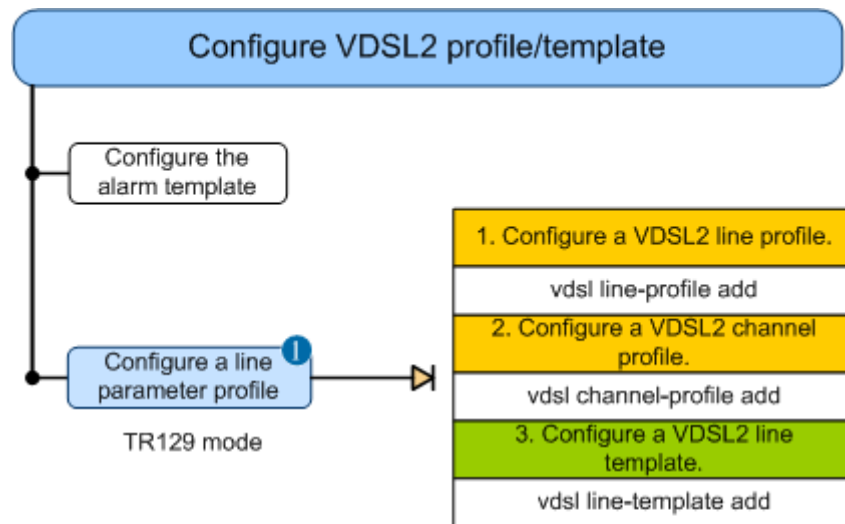 Configure VDSL2 profile/template
Configure the
alarm template
Configure a line
parameter profile
1
TR129 mode
1. Configure a VDSL2 line profile.
vdsl line-profile add
2. Configure a VDSL2 channel
profile.
vdsl channel-profile add
3. Configure a VDSL2 line
template.
vdsl line-template add